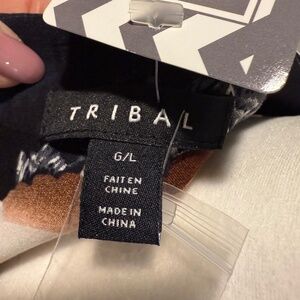 TRIBAL
G/L
FAIT EN
CHINE
MADE IN
CHINA